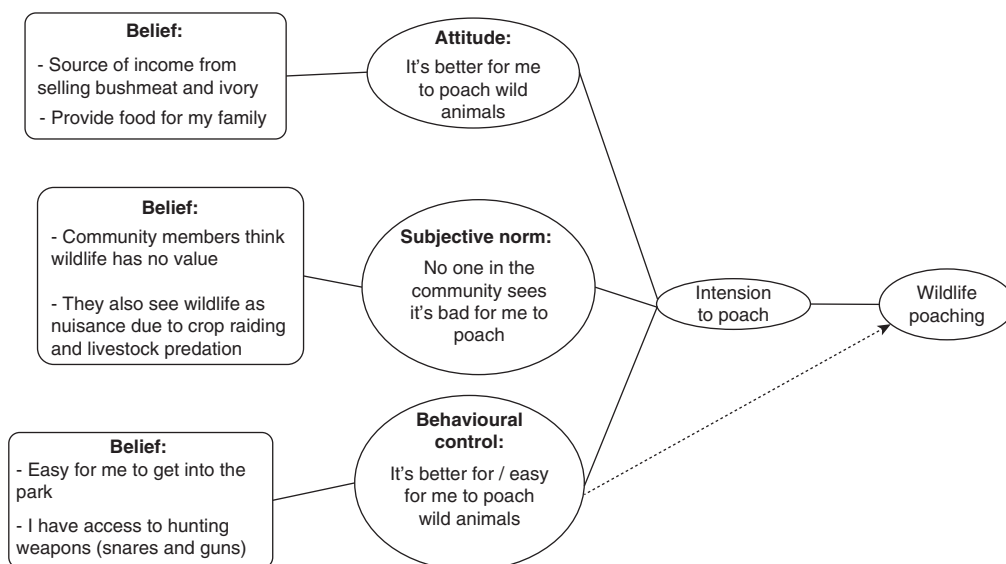 Belief:
- Source of income from
selling bushmeat and ivory
- Provide food for my family
Attitude:
It's better for me
to poach wild
animals
Belief:
- Community members think
wildlife has no value
- They also see wildlife as
nuisance due to crop raiding
and livestock predation
Subjective norm:
No one in the
community sees
it's bad for me to
poach
Intension
to poach
Wildlife
poaching
Belief:
- Easy for me to get into the
park
- I have access to hunting
weapons (snares and guns)
Behavioural
control:
It's better for / easy
for me to poach
wild animals